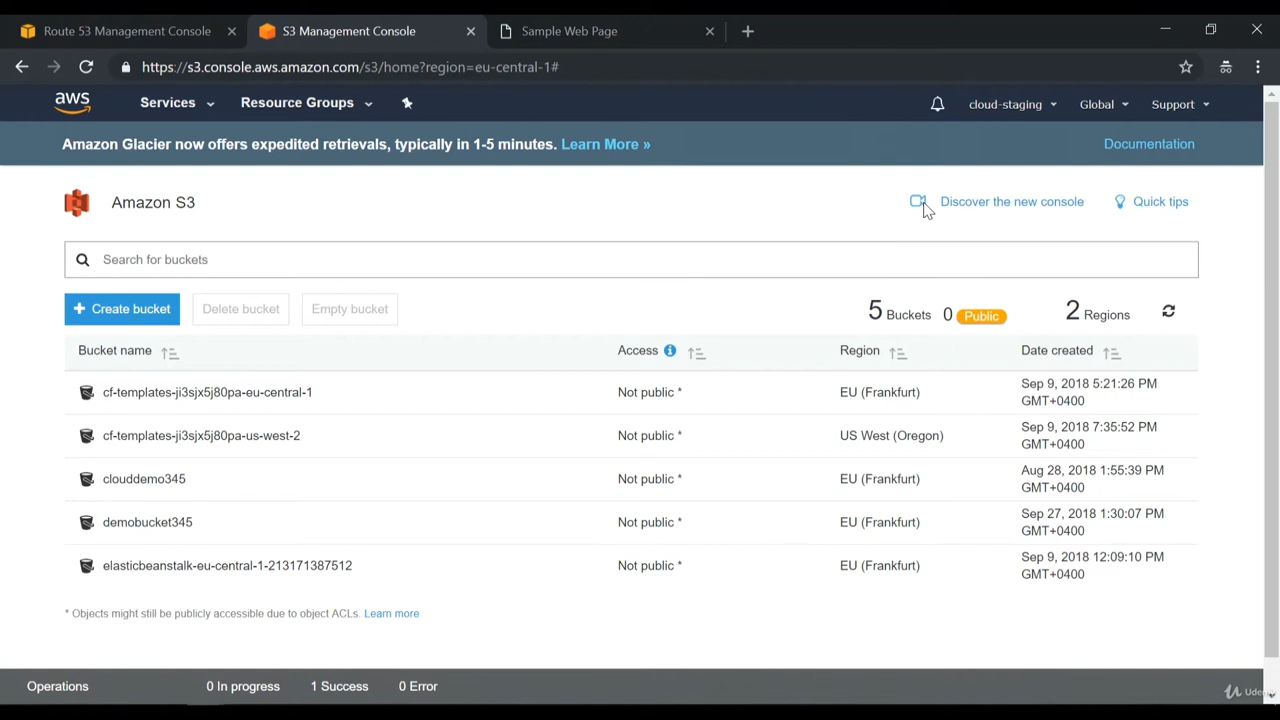 Route 53 Management Console
S3 Management Console
Sample Web Page
https://s3.console.aws.amazon.com/s3/home?region=eu-central-1#
aws
Services
Resource Groups
cloud-staging
Global
Support
Amazon Glacier now offers expedited retrievals, typically in 1-5 minutes. Learn More »
Documentation
Amazon S3
Discover the new console
Quick tips
Search for buckets
+ Create bucket
Delete bucket
Empty bucket
5 Buckets
0 Public
2 Regions
Bucket name
Access
Region
Date created
cf-templates-ji3sjx5j80pa-eu-central-1
Not public *
EU (Frankfurt)
Sep 9, 2018 5:21:26 PM
GMT+0400
cf-templates-ji3sjx5j80pa-us-west-2
Not public *
US West (Oregon)
Sep 9, 2018 7:35:52 PM
GMT+0400
clouddemo345
Not public *
EU (Frankfurt)
Aug 28, 2018 1:55:39 PM
GMT+0400
demobucket345
Not public *
EU (Frankfurt)
Sep 27, 2018 1:30:07 PM
GMT+0400
elasticbeanstalk-eu-central-1-213171387512
Not public *
EU (Frankfurt)
Sep 9, 2018 12:09:10 PM
GMT+0400
* Objects might still be publicly accessible due to object ACLs. Learn more
Operations
0 In progress
1 Success
0 Error